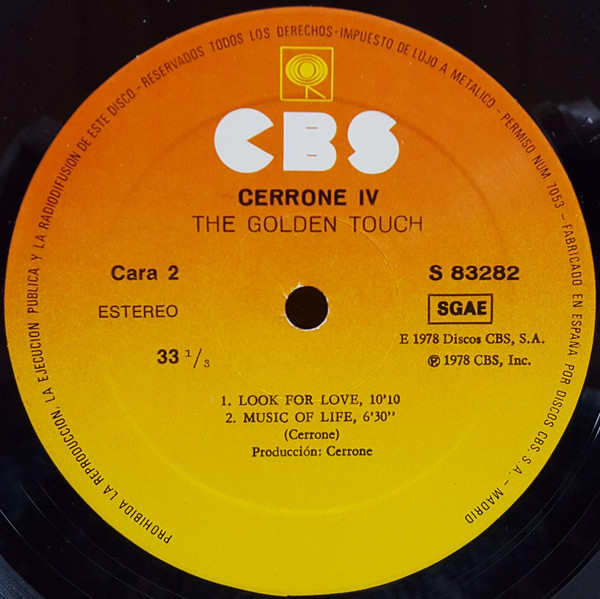 PROHIBIDA LA REPRODUCCION, LA EJECUCION PUBLICA Y LA RADIODIFUSION DE ESTE DISCO - RESERVADOS TODOS LOS DERECHOS - IMPUESTO DE LUJO A METALICO - PERMISO NUM. 7053 - FABRICADO EN ESPAÑA POR DISCOS CBS, S. A. - MADRID
CBS
CERRONE IV
THE GOLDEN TOUCH
Cara 2
S 83282
ESTEREO
SGAE
E 1978 Discos CBS, S.A.
33 1/3
℗ 1978 CBS, Inc.
1. LOOK FOR LOVE, 10'10
2. MUSIC OF LIFE, 6'30''
(Cerrone)
Producción: Cerrone